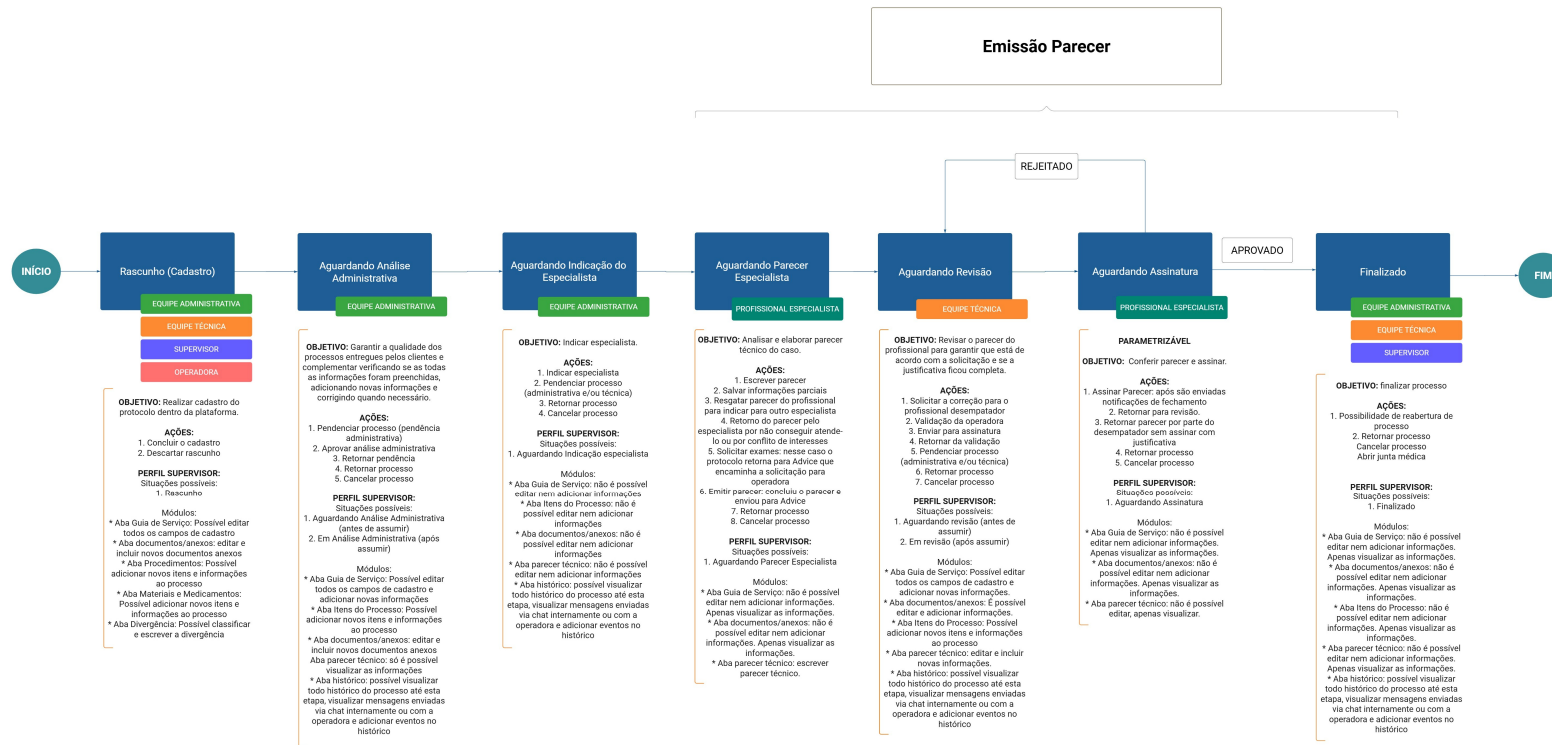 Emissão Parecer
REJEITADO
APROVADO
INÍCIO
Rascunho (Cadastro)
EQUIPE ADMINISTRATIVA
EQUIPE TÉCNICA
SUPERVISOR
OPERADORA
OBJETIVO: Realizar cadastro do
protocolo dentro da plataforma.
AÇÕES:
1. Concluir o cadastro
2. Descartar rascunho
PERFIL SUPERVISOR:
Situações possíveis:
1. Rascunho
Módulos:
* Aba Guia de Serviço: Possível editar
todos os campos de cadastro
* Aba documentos/anexos: editar e
incluir novos documentos anexos
* Aba Procedimentos: Possível
adicionar novos itens e informações
ao processo
* Aba Materiais e Medicamentos:
Possível adicionar novos itens e
informações ao processo
* Aba Divergência: Possível classificar
e escrever a divergência
Aguardando Análise
Administrativa
EQUIPE ADMINISTRATIVA
OBJETIVO: Garantir a qualidade dos
processos entregues pelos clientes e
complementar verificando se as todas
as informações foram preenchidas,
adicionando novas informações e
corrigindo quando necessário.
AÇÕES:
1. Pendenciar processo (pendência
administrativa)
2. Aprovar análise administrativa
3. Retornar pendência
4. Retornar processo
5. Cancelar processo
PERFIL SUPERVISOR:
Situações possíveis:
1. Aguardando Análise Administrativa
(antes de assumir)
2. Em Análise Administrativa (após
assumir)
Módulos:
* Aba Guia de Serviço: Possível editar
todos os campos de cadastro e
adicionar novas informações
* Aba Itens do Processo: Possível
adicionar novos itens e informações
ao processo
* Aba documentos/anexos: editar e
incluir novos documentos anexos
Aba parecer técnico: só é possível
visualizar as informações
* Aba histórico: possível visualizar
todo histórico do processo até esta
etapa, visualizar mensagens enviadas
via chat internamente ou com a
operadora e adicionar eventos no
histórico
Aguardando Indicação do
Especialista
EQUIPE ADMINISTRATIVA
OBJETIVO: Indicar especialista.
AÇÕES:
1. Indicar especialista
2. Pendenciar processo
(administrativa e/ou técnica)
3. Retornar processo
4. Cancelar processo
PERFIL SUPERVISOR:
Situações possíveis:
1. Aguardando Indicação especialista
Módulos:
* Aba Guia de Serviço: não é possível
editar nem adicionar informações
* Aba Itens do Processo: não é
possível editar nem adicionar
informações
* Aba documentos/anexos: não é
possível editar nem adicionar
informações
* Aba parecer técnico: não é possível
editar nem adicionar informações
* Aba histórico: possível visualizar
todo histórico do processo até esta
etapa, visualizar mensagens enviadas
via chat internamente ou com a
operadora e adicionar eventos no
histórico
Aguardando Parecer
Especialista
PROFISSIONAL ESPECIALISTA
OBJETIVO: Analisar e elaborar parecer
técnico do caso.
AÇÕES:
1. Escrever parecer
2. Salvar informações parciais
3. Resgatar parecer do profissional
para indicar para outro especialista
4. Retorno do parecer pelo
especialista por não conseguir atende-
lo ou por conflito de interesses
5. Solicitar exames: nesse caso o
protocolo retorna para Advice que
encaminha a solicitação para
operadora
6. Emitir parecer: concluiu o parecer e
enviou para Advice
7. Retornar processo
8. Cancelar processo
PERFIL SUPERVISOR:
Situações possíveis:
1. Aguardando Parecer Especialista
Módulos:
* Aba Guia de Serviço: não é possível
editar nem adicionar informações.
Apenas visualizar as informações.
* Aba documentos/anexos: não é
possível editar nem adicionar
informações. Apenas visualizar as
informações.
* Aba parecer técnico: escrever
parecer técnico.
Aguardando Revisão
EQUIPE TÉCNICA
OBJETIVO: Revisar o parecer do
profissional para garantir que está de
acordo com a solicitação e se a
justificativa ficou completa.
AÇÕES:
1. Solicitar a correção para o
profissional desempatador
2. Validação da operadora
3. Enviar para assinatura
4. Retornar da validação
5. Pendenciar processo
(administrativa e/ou técnica)
6. Retornar processo
7. Cancelar processo
PERFIL SUPERVISOR:
Situações possíveis:
1. Aguardando revisão (antes de
assumir)
2. Em revisão (após assumir)
Módulos:
* Aba Guia de Serviço: Possível editar
todos os campos de cadastro e
adicionar novas informações.
* Aba documentos/anexos: É possível
editar e adicionar informações.
* Aba Itens do Processo: Possível
adicionar novos itens e informações
ao processo
* Aba parecer técnico: editar e incluir
novas informações.
* Aba histórico: possível visualizar
todo histórico do processo até esta
etapa, visualizar mensagens enviadas
via chat internamente ou com a
operadora e adicionar eventos no
histórico
Aguardando Assinatura
PROFISSIONAL ESPECIALISTA
PARAMETRIZÁVEL
OBJETIVO: Conferir parecer e assinar.
AÇÕES:
1. Assinar Parecer: após são enviadas
notificações de fechamento
2. Retornar para revisão.
3. Retornar parecer por parte do
desempatador sem assinar com
justificativa
4. Retornar processo
5. Cancelar processo
PERFIL SUPERVISOR:
Situações possíveis:
1. Aguardando Assinatura
Módulos:
* Aba Guia de Serviço: não é possível
editar nem adicionar informações.
Apenas visualizar as informações.
* Aba documentos/anexos: não é
possível editar nem adicionar
informações. Apenas visualizar as
informações.
* Aba parecer técnico: não é possível
editar, apenas visualizar.
Finalizado
EQUIPE ADMINISTRATIVA
EQUIPE TÉCNICA
SUPERVISOR
OBJETIVO: finalizar processo
AÇÕES:
1. Possibilidade de reabertura de
processo
2. Retornar processo
Cancelar processo
Abrir junta médica
PERFIL SUPERVISOR:
Situações possíveis:
1. Finalizado
Módulos:
* Aba Guia de Serviço: não é possível
editar nem adicionar informações.
Apenas visualizar as informações.
* Aba documentos/anexos: não é
possível editar nem adicionar
informações. Apenas visualizar as
informações.
* Aba Itens do Processo: não é
possível editar nem adicionar
informações. Apenas visualizar as
informações.
* Aba parecer técnico: não é possível
editar nem adicionar informações.
Apenas visualizar as informações.
* Aba histórico: possível visualizar
todo histórico do processo até esta
etapa, visualizar mensagens enviadas
via chat internamente ou com a
operadora e adicionar eventos no
histórico
FIM